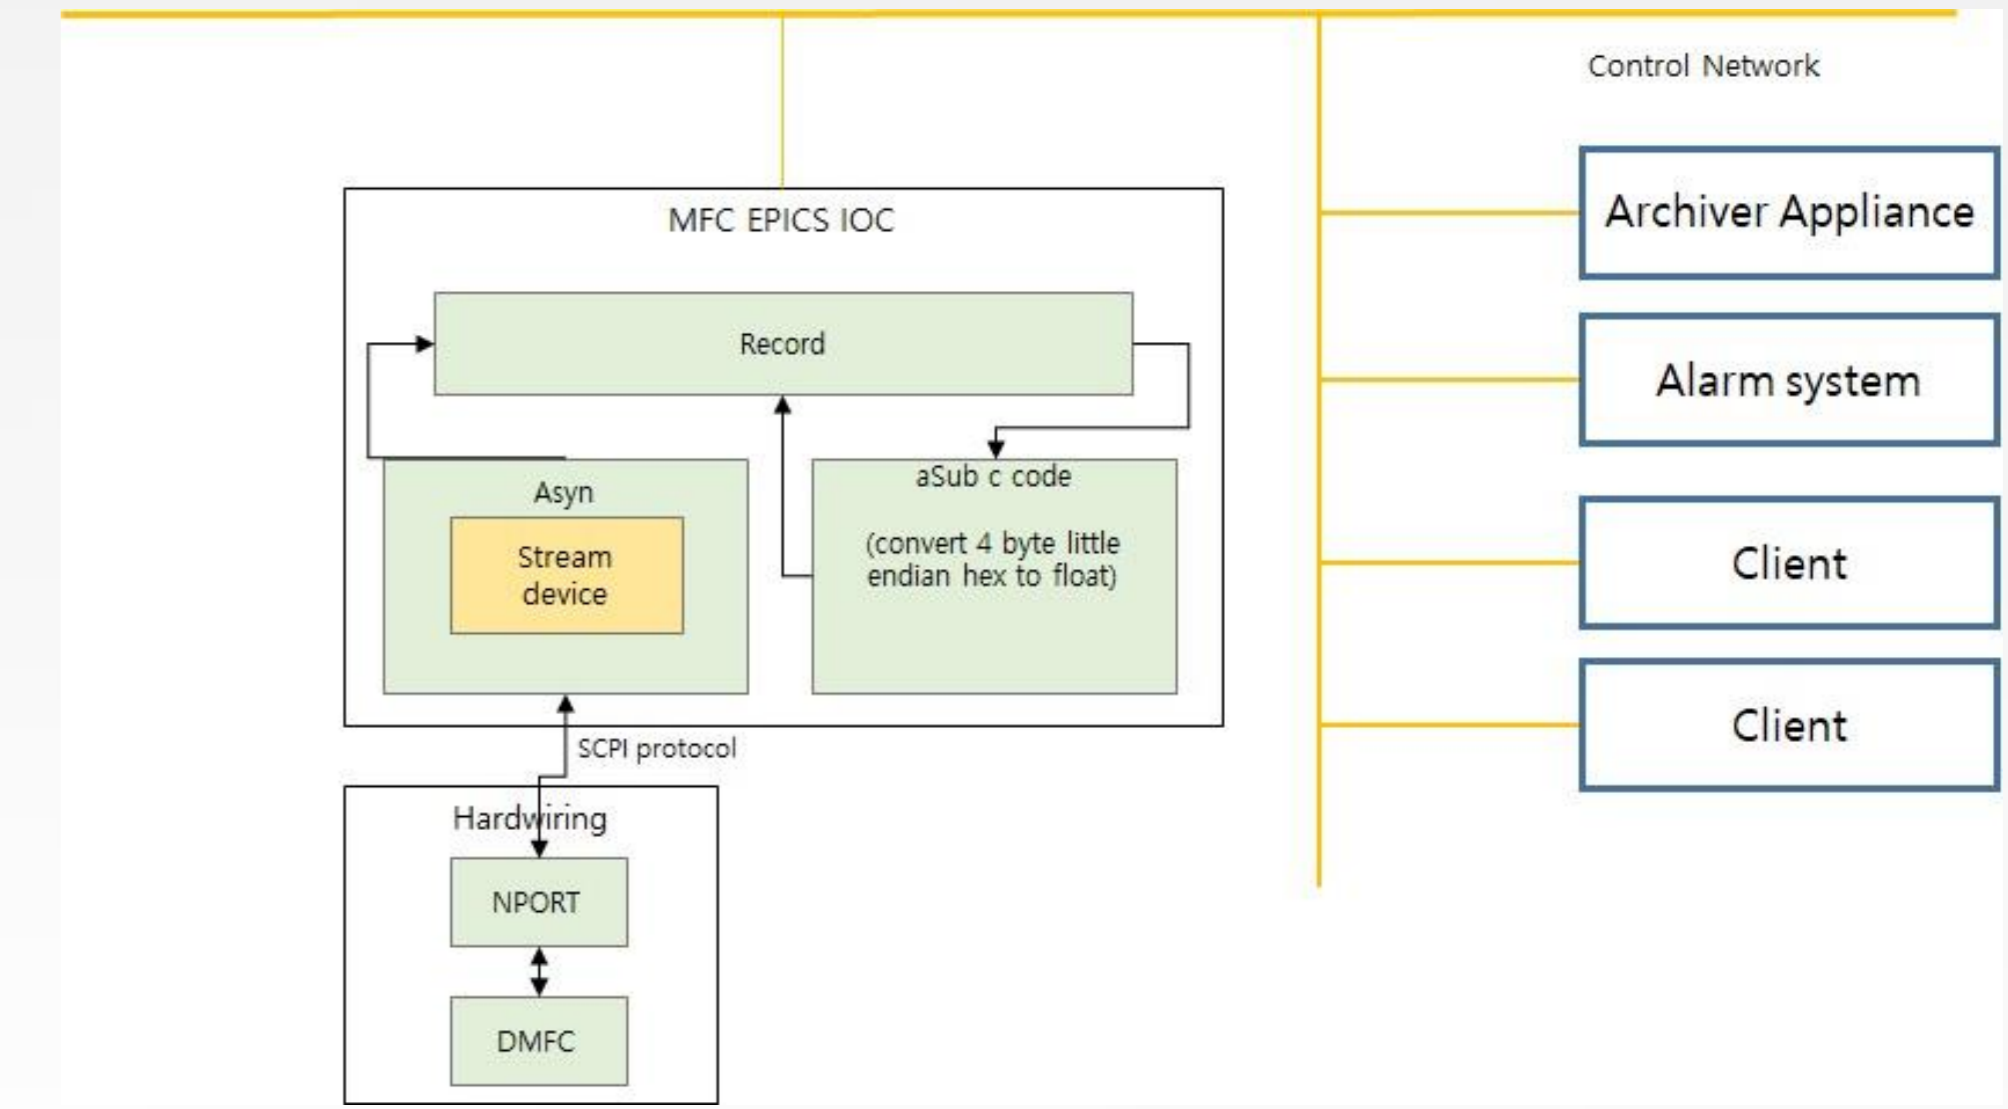 Control Network
MFC EPICS IOC
Archiver Appliance
Record
Alarm system
Asyn
Stream
device
aSub c code
(convert 4 byte little
endian hex to float)
Client
Client
SCPI protocol
Hardwiring
NPORT
DMFC